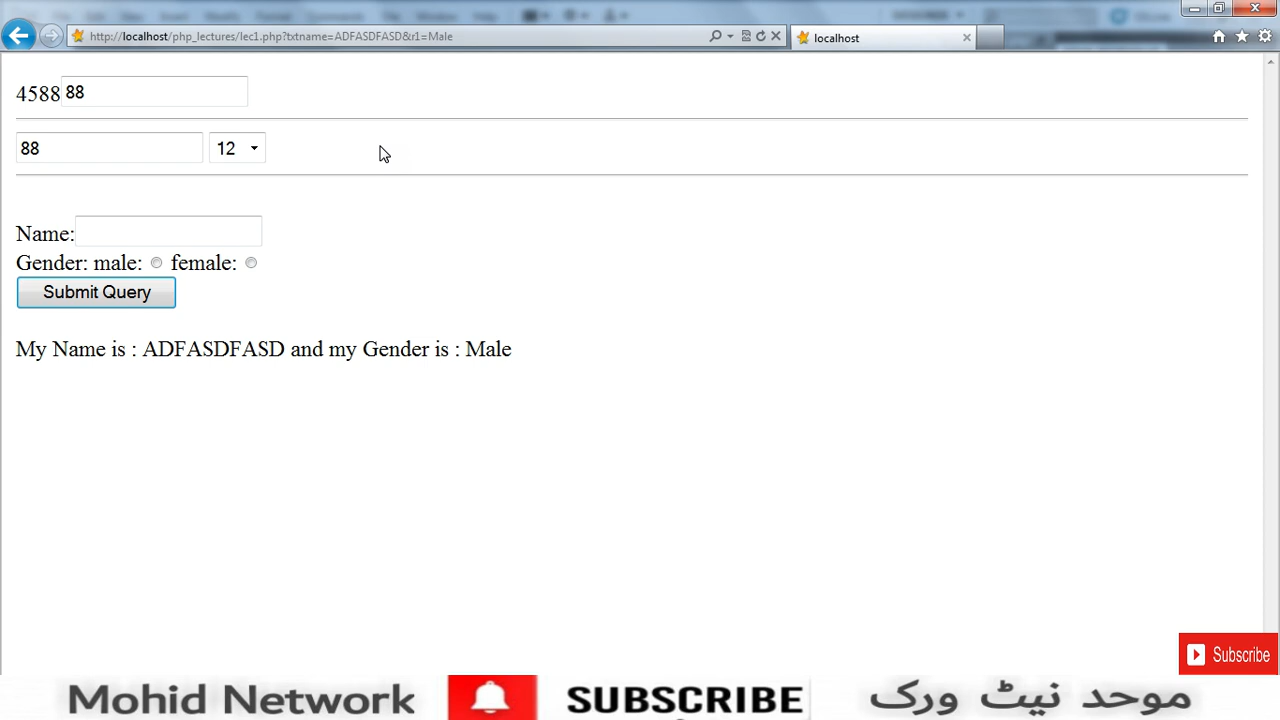 http://localhost/php_lectures/lec1.php?txtname=ADFASDFASD&r1=Male
localhost
4588 88
88 12
Name:
Gender: male: female:
Submit Query
My Name is : ADFASDFASD and my Gender is : Male
Subscribe
Mohid Network SUBSCRIBE موحد نیٹ ورک